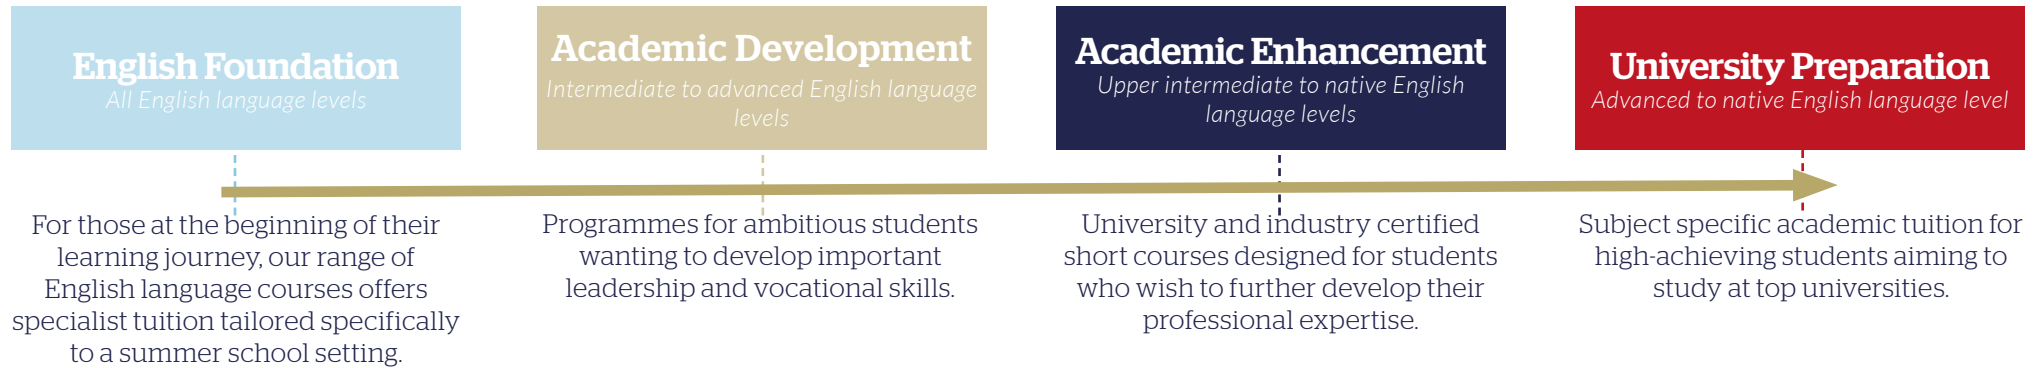 English Foundation
All English language levels
For those at the beginning of their
learning journey, our range of
English language courses offers
specialist tuition tailored specifically
to a summer school setting.
Academic Development
Intermediate to advanced English language
levels
Programmes for ambitious students
wanting to develop important
leadership and vocational skills.
Academic Enhancement
Upper intermediate to native English
language levels
University and industry certified
short courses designed for students
who wish to further develop their
professional expertise.
University Preparation
Advanced to native English language level
Subject specific academic tuition for
high-achieving students aiming to
study at top universities.